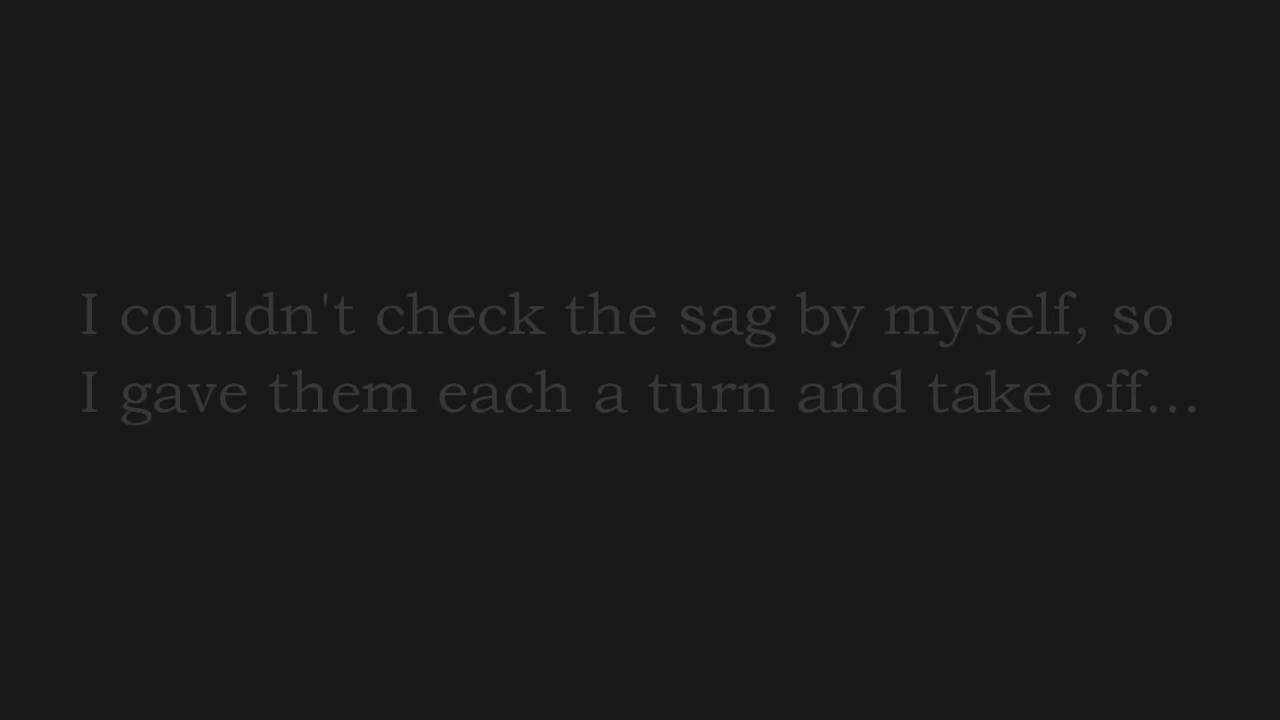 I couldn't check the sag by myself, so
I gave them each a turn and take off...